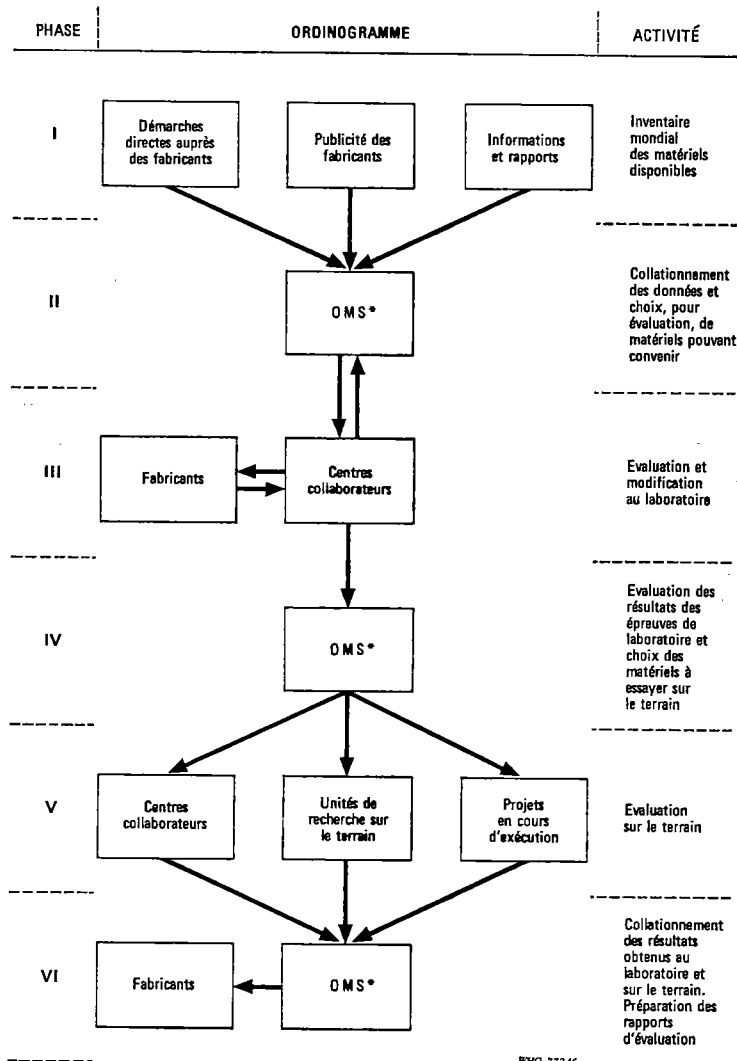 PHASE
ORDINOGRAMME
ACTIVITÉ
I
Démarches
directes auprès
des fabricants
Publicité des
fabricants
Informations
et rapports
Inventaire
mondial
des matériels
disponibles
II
OMS*
Collationnement
des données et
choix, pour
évaluation, de
matériels pouvant
convenir
III
Fabricants
Centres
collaborateurs
Evaluation et
modification
au laboratoire
IV
OMS*
Evaluation des
résultats des
épreuves de
laboratoire et
choix des
matériels à
essayer sur
le terrain
V
Centres
collaborateurs
Unités de
recherche sur
le terrain
Projets
en cours
d'exécution
Evaluation
sur le terrain
VI
Fabricants
OMS*
Collationnement
des résultats
obtenus au
laboratoire et
sur le terrain.
Préparation des
rapports
d'évaluation